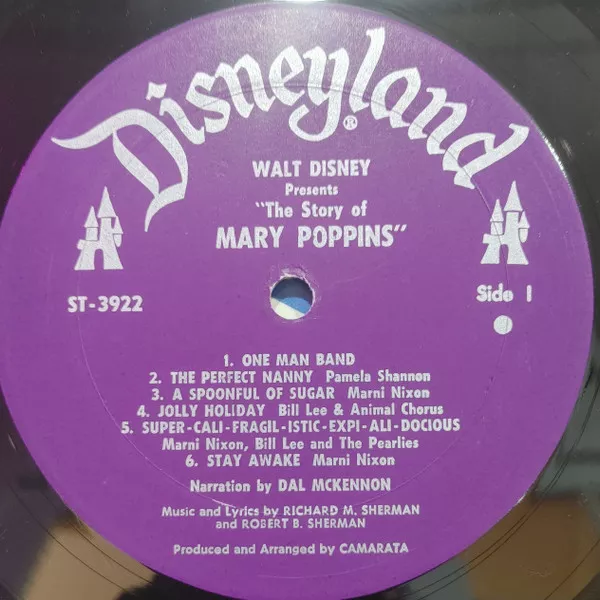 Disneyland®
WALT DISNEY
Presents
"The Story of
MARY POPPINS"
ST-3922
Side 1
1. ONE MAN BAND
2. THE PERFECT NANNY Pamela Shannon
3. A SPOONFUL OF SUGAR Marni Nixon
4. JOLLY HOLIDAY Bill Lee & Animal Chorus
5. SUPER-CALI-FRAGIL-ISTIC-EXPI-ALI-DOCIOUS
Marni Nixon, Bill Lee and The Pearlies
6. STAY AWAKE Marni Nixon
Narration by DAL MCKENNON
Music and Lyrics by RICHARD M. SHERMAN
and ROBERT B. SHERMAN
Produced and Arranged by CAMARATA